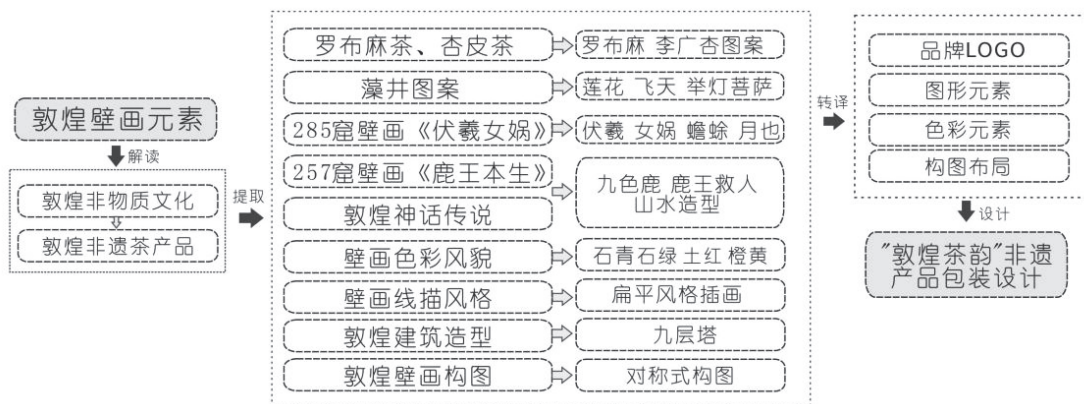 敦煌壁画元素
解读
敦煌非物质文化
敦煌非遗茶产品
提取
罗布麻茶、杏皮茶
罗布麻 李广杏图案
藻井图案
莲花 飞天 举灯菩萨
285窟壁画《伏羲女娲》
伏羲 女娲 蟾蜍 月也
257窟壁画《鹿王本生》
敦煌神话传说
九色鹿 鹿王救人
山水造型
壁画色彩风貌
石青石绿 土红 橙黄
壁画线描风格
扁平风格插画
敦煌建筑造型
九层塔
敦煌壁画构图
对称式构图
转译
品牌LOGO
图形元素
色彩元素
构图布局
设计
"敦煌茶韵"非遗
产品包装设计